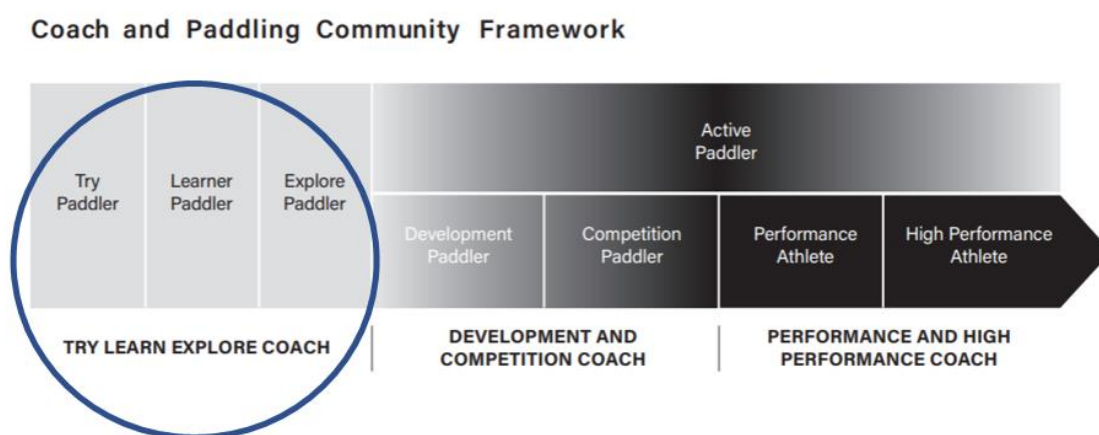 Coach and Paddling Community Framework
Try
Paddler
Learner
Paddler
Explore
Paddler
Active
Paddler
Development
Paddler
Competition
Paddler
Performance
Athlete
High Performance
Athlete
TRY LEARN EXPLORE COACH
DEVELOPMENT AND
COMPETITION COACH
PERFORMANCE AND HIGH
PERFORMANCE COACH